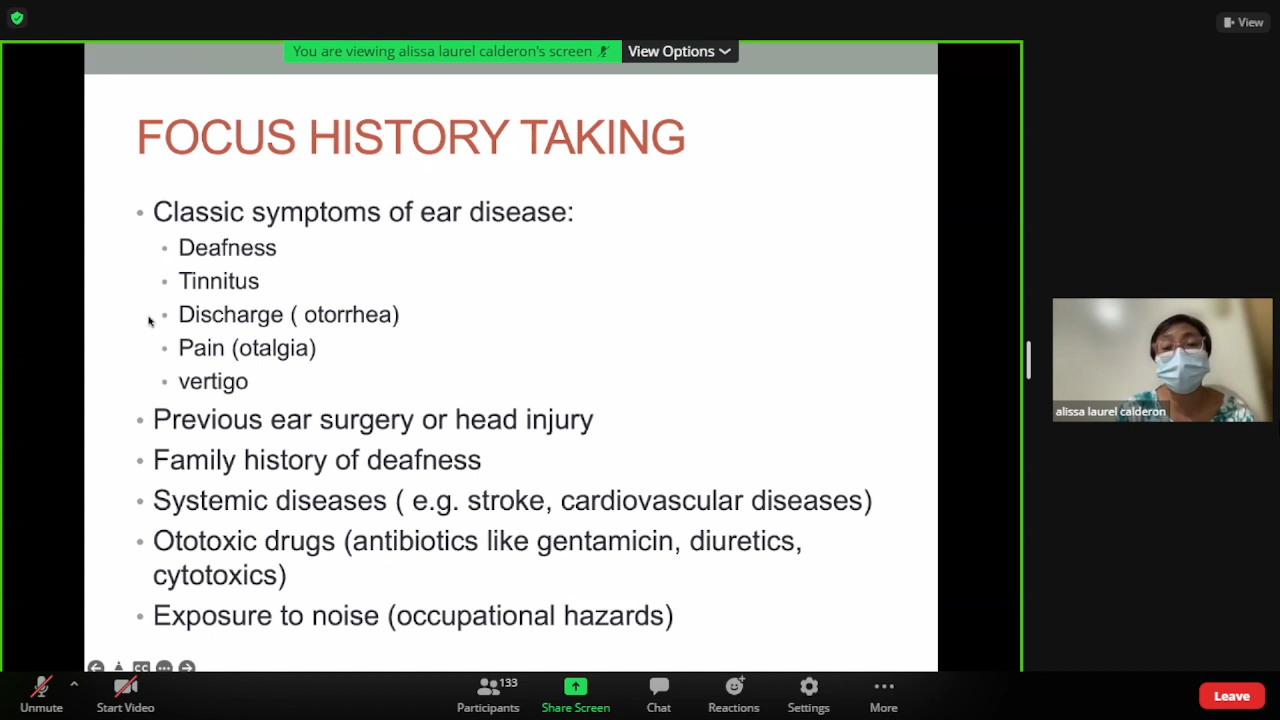 View
You are viewing alissa laurel calderon's screen
View Options
FOCUS HISTORY TAKING
• Classic symptoms of ear disease:
• Deafness
• Tinnitus
• Discharge ( otorrhea)
• Pain (otalgia)
• vertigo
• Previous ear surgery or head injury
• Family history of deafness
• Systemic diseases ( e.g. stroke, cardiovascular diseases)
• Ototoxic drugs (antibiotics like gentamicin, diuretics,
cytotoxics)
• Exposure to noise (occupational hazards)
alissa laurel calderon
CC
133
Unmute
Start Video
Participants
Share Screen
Chat
Reactions
Settings
More
Leave